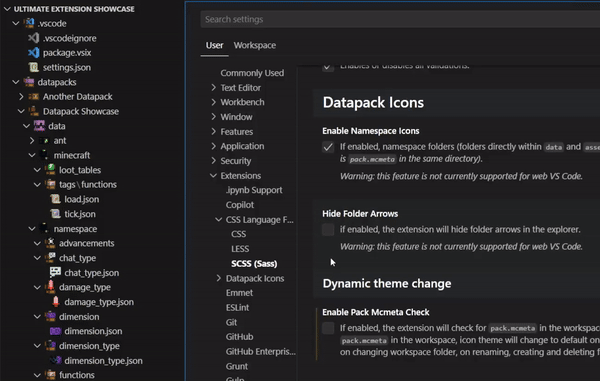 ULTIMATE EXTENSION SHOWCASE
.vscode
.vscodeignore
package.vsix
settings.json
datapacks
Another Datapack
Datapack Showcase
data
ant
minecraft
loot_tables
tags \ functions
load.json
tick.json
namespace
advancements
chat_type
chat_type.json
damage_type
damage_type.json
dimension
dimension.json
dimension_type
dimension_type.json
functions
Search settings
User Workspace
Commonly Used
Text Editor
Workbench
Window
Features
Application
Security
Extensions
.ipynb Support
Copilot
CSS Language F...
CSS
LESS
SCSS (Sass)
Datapack Icons
Emmet
ESLint
Git
GitHub
GitHub Enterpris...
Grunt
Gulp
Enables or disables all validations.
Datapack Icons
Enable Namespace Icons
If enabled, namespace folders (folders directly within data and
is pack.mcmeta in the same directory).
Warning: this feature is not currently supported for web VS Code.
Hide Folder Arrows
if enabled, the extension will hide folder arrows in the explorer.
Warning: this feature is not currently supported for web VS Code.
Dynamic theme change
Enable Pack Mcmeta Check
If enabled, the extension will check for pack.mcmeta in the
pack.mcmeta in the workspace, icon theme will change to default
on changing workspace folder, on renaming, creating and deleting